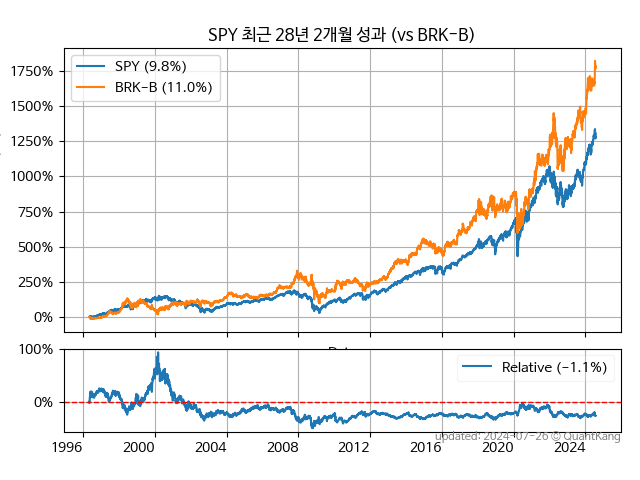 SPY 최근 28년 2개월 성과 (vs BRK-B)
SPY (9.8%)
BRK-B (11.0%)
1750%
1500%
1250%
1000%
750%
500%
250%
0%
100%
Relative (−1.1%)
0%
1996 2000 2004 2008 2012 2016 2020 2024
updated: 2024-07-26 © QuantKang